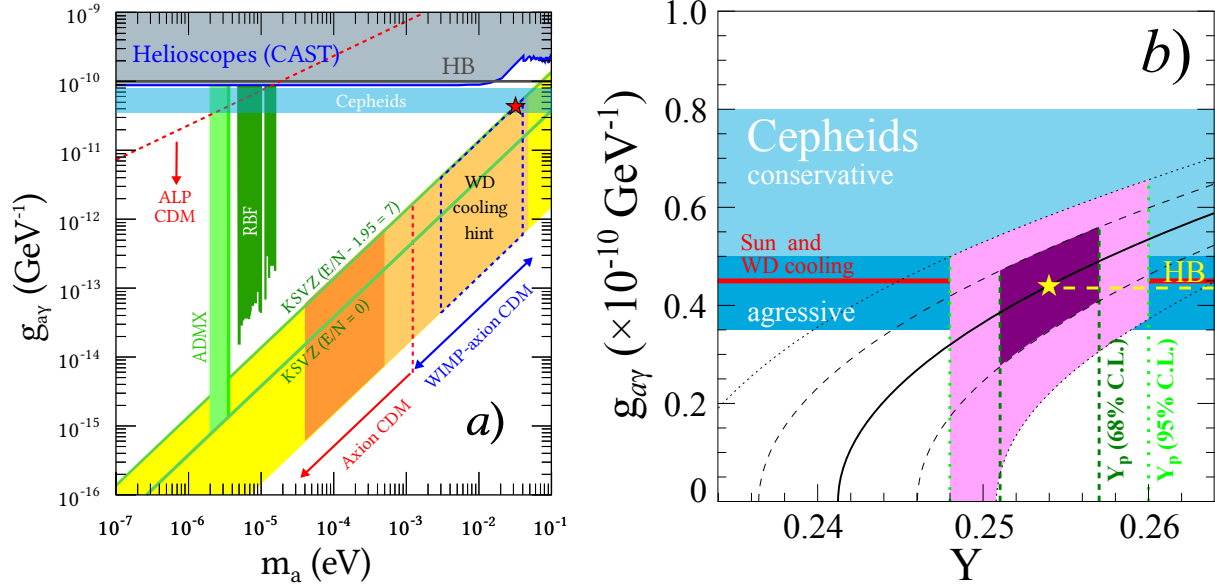 10⁻⁹
10⁻¹⁰
10⁻¹¹
10⁻¹²
10⁻¹³
10⁻¹⁴
10⁻¹⁵
10⁻¹⁶
g_aγ (GeV⁻¹)
Helioscopes (CAST)
HB
Cepheids
ALP
CDM
RBF
ADMX
WD
cooling
hint
KSVZ (E/N - 1.95 = 7)
KSVZ (E/N = 0)
WIMP-axion CDM
Axion CDM
a)
10⁻⁷
10⁻⁶
10⁻⁵
10⁻⁴
10⁻³
10⁻²
10⁻¹
m_a (eV)
b)
1.0
0.8
0.6
0.4
0.2
0
g_aγ (×10⁻¹⁰ GeV⁻¹)
Cepheids
conservative
Sun and
WD cooling
HB
agressive
Y_p (68% C.L.)
Y_p (95% C.L.)
0.24
0.25
0.26
Y